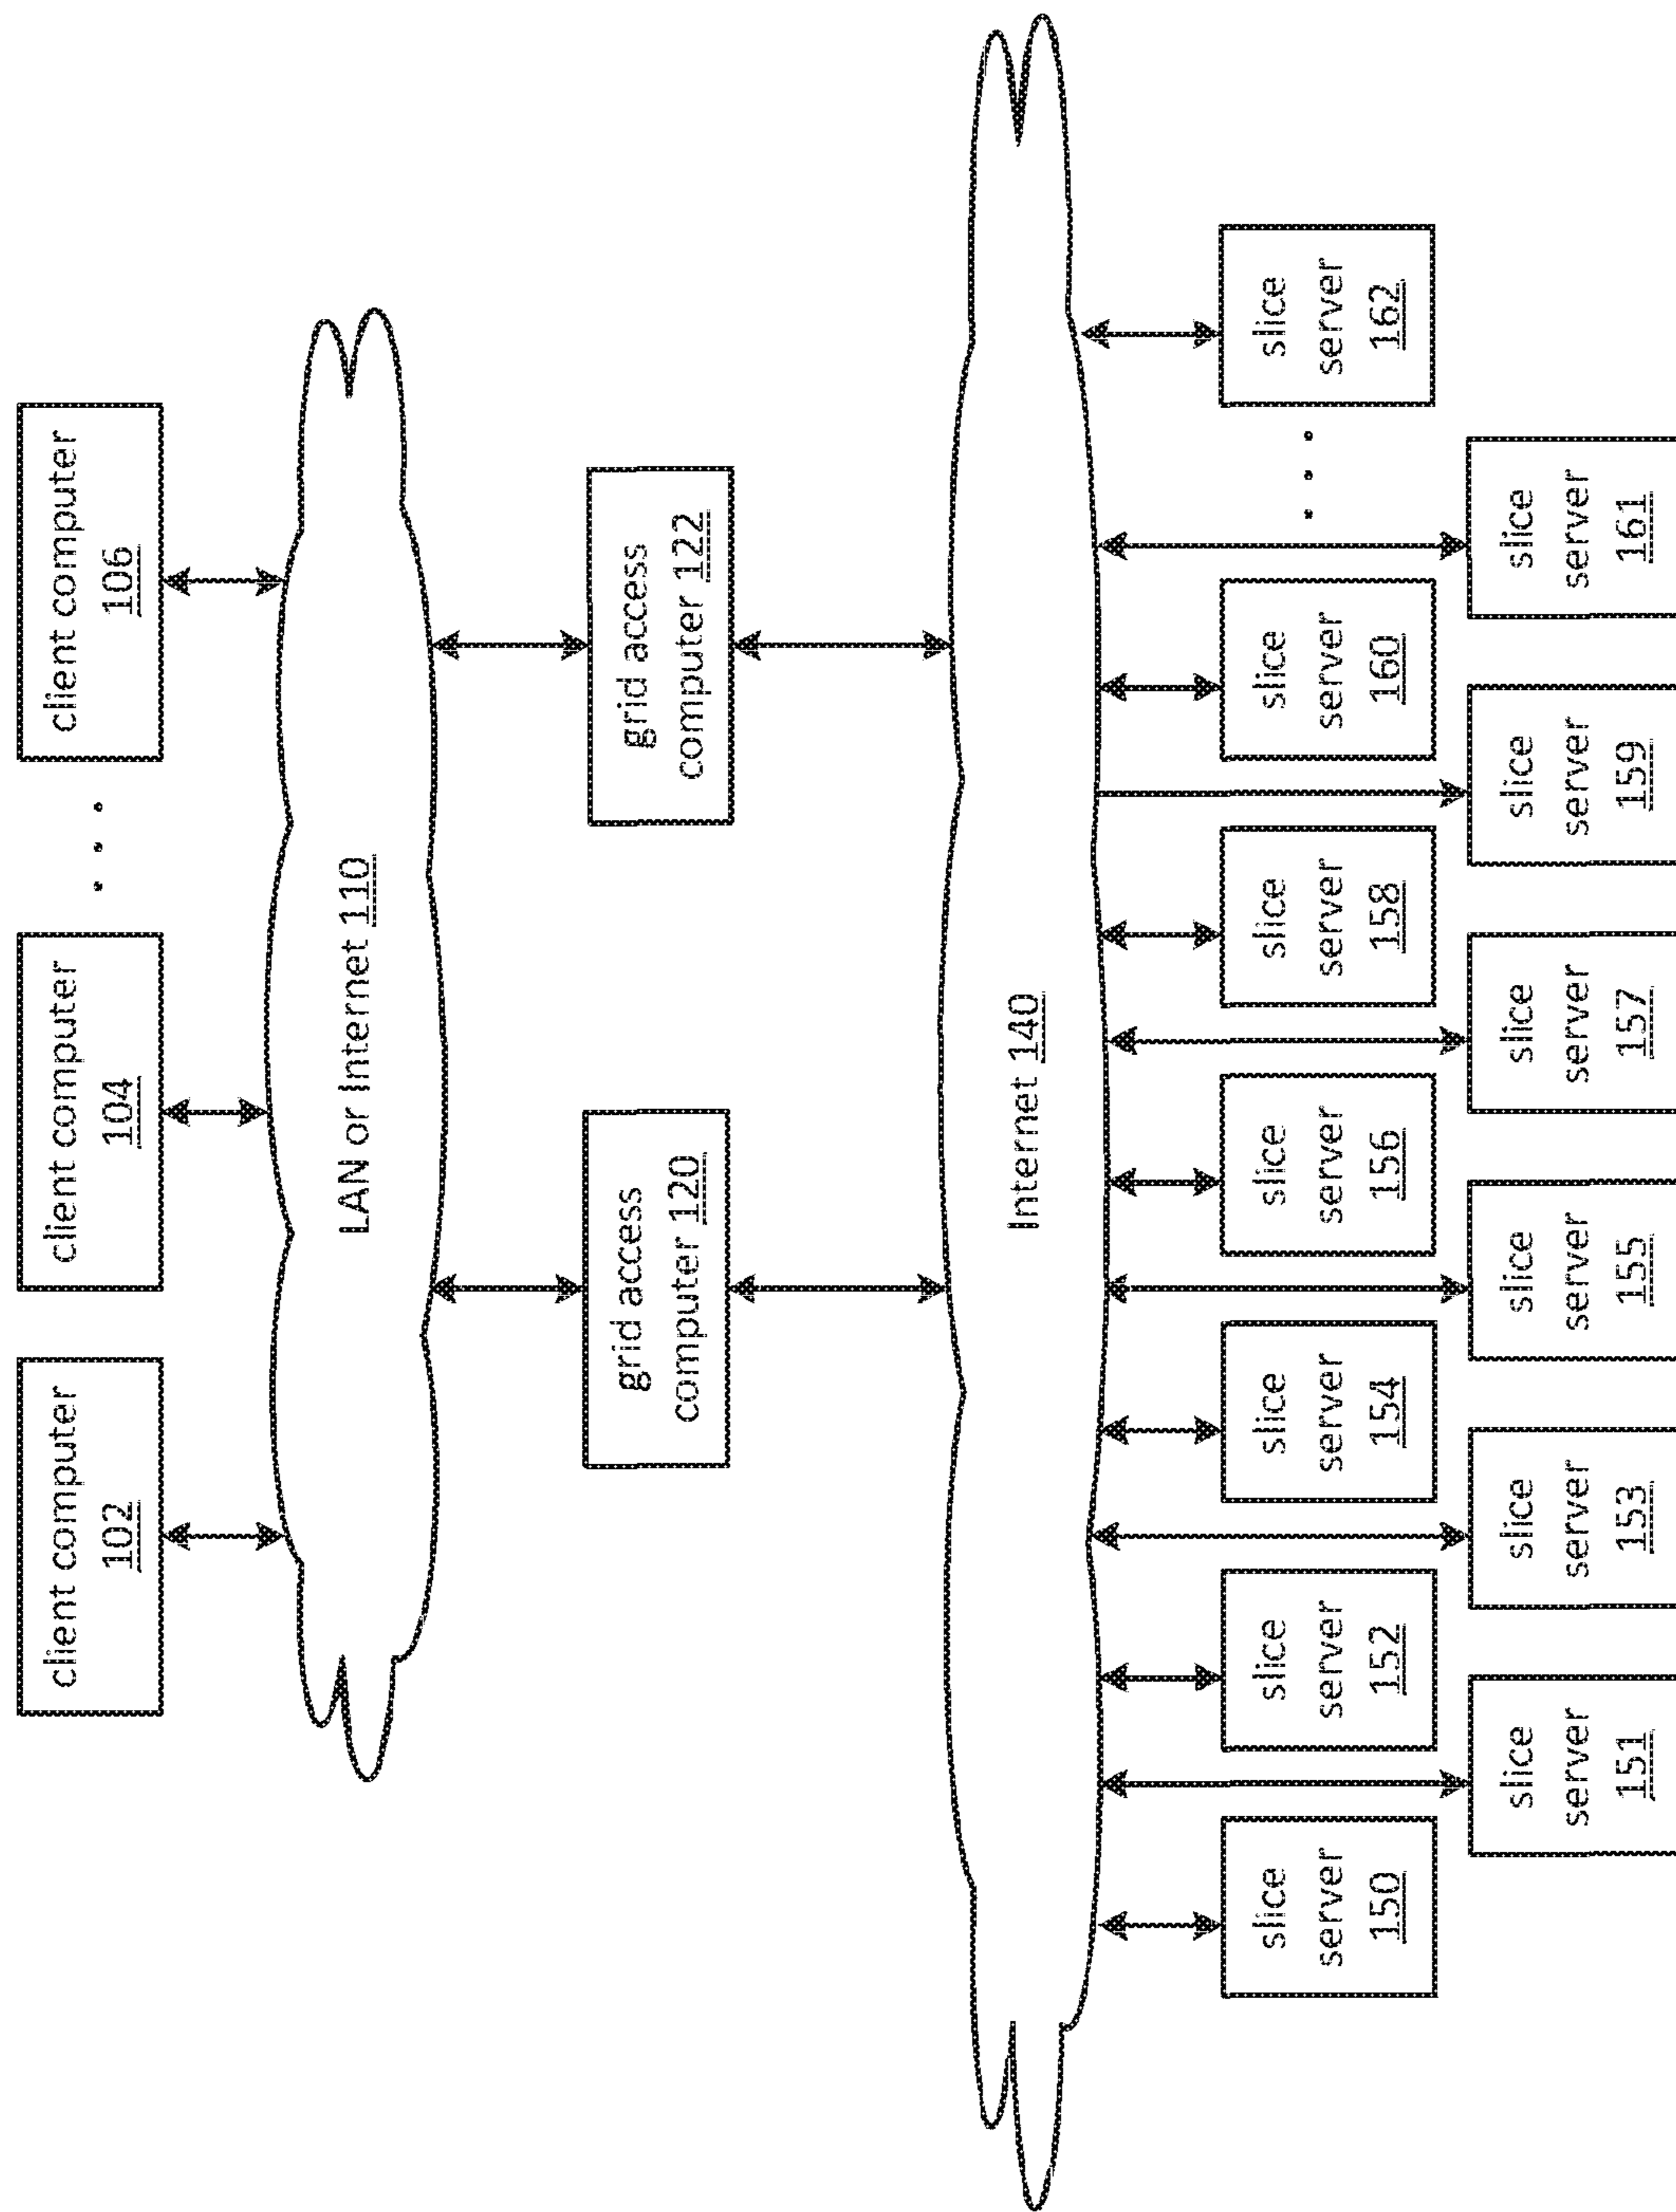 client computer
102
client computer
104
. . .
client computer
106
LAN or Internet 110
grid access
computer 120
grid access
computer 122
Internet 140
slice
server
150
slice
server
152
slice
server
154
slice
server
156
slice
server
158
slice
server
160
. . .
slice
server
162
slice
server
151
slice
server
153
slice
server
155
slice
server
157
slice
server
159
slice
server
161